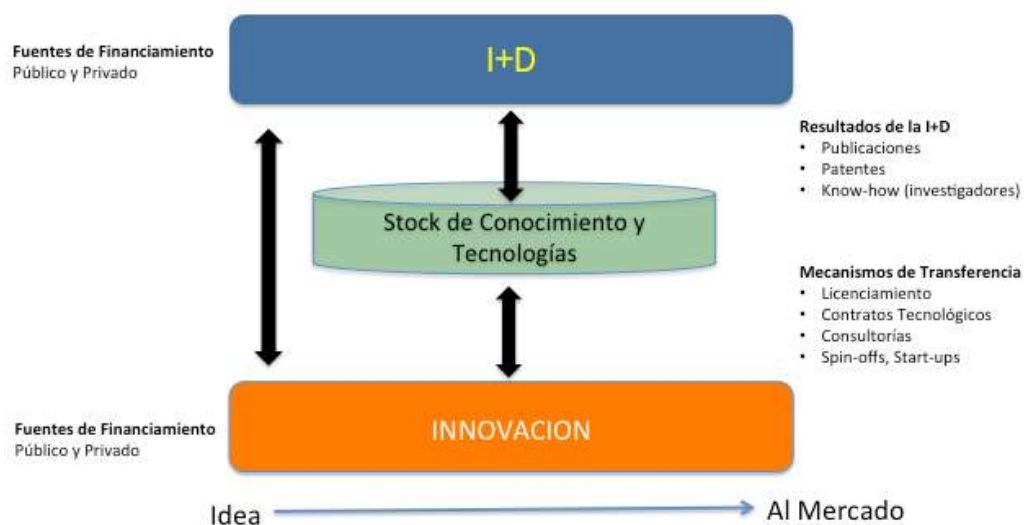 Fuentes de Financiamiento
Público y Privado
I+D
Resultados de la I+D
• Publicaciones
• Patentes
• Know-how (investigadores)
Stock de Conocimiento y
Tecnologías
Mecanismos de Transferencia
• Licenciamiento
• Contratos Tecnológicos
• Consultorías
• Spin-offs, Start-ups
Fuentes de Financiamiento
Público y Privado
INNOVACION
Idea
Al Mercado